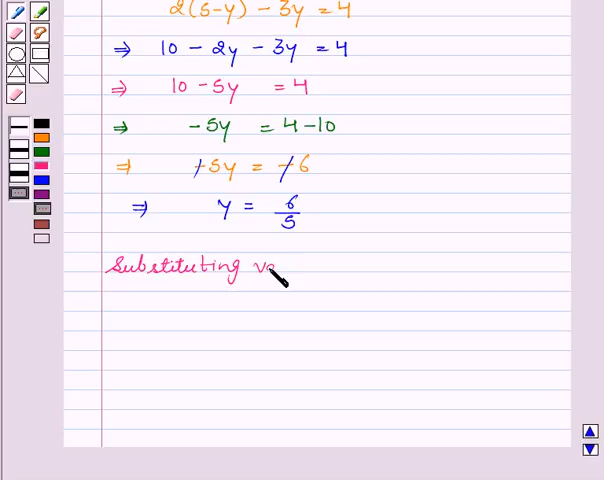 2(5-y) - 3y = 4
⇒ 10 - 2y - 3y = 4
⇒ 10 - 5y = 4
⇒ -5y = 4-10
⇒ -5y = -6
⇒ y = 6/5
Substituting va